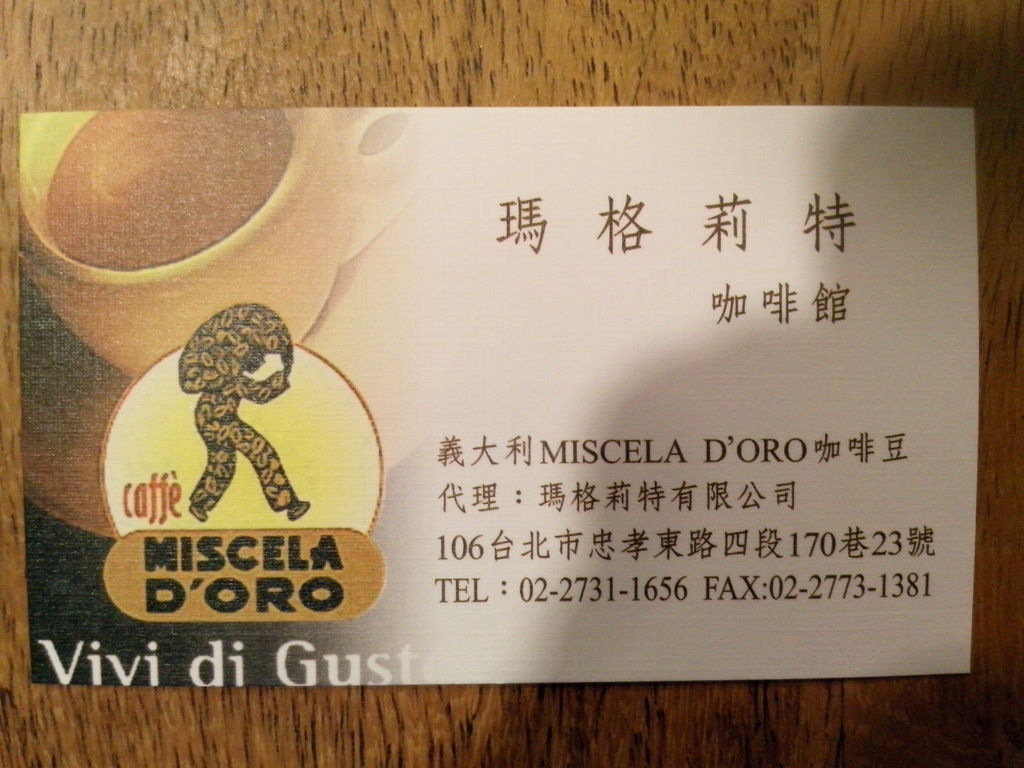 瑪格莉特
咖啡館
義大利MISCELA D'ORO咖啡豆
代理：瑪格莉特有限公司
106台北市忠孝東路四段170巷23號
TEL：02-2731-1656 FAX:02-2773-1381
caffè
MISCELA
D'ORO
Vivi di Gusto